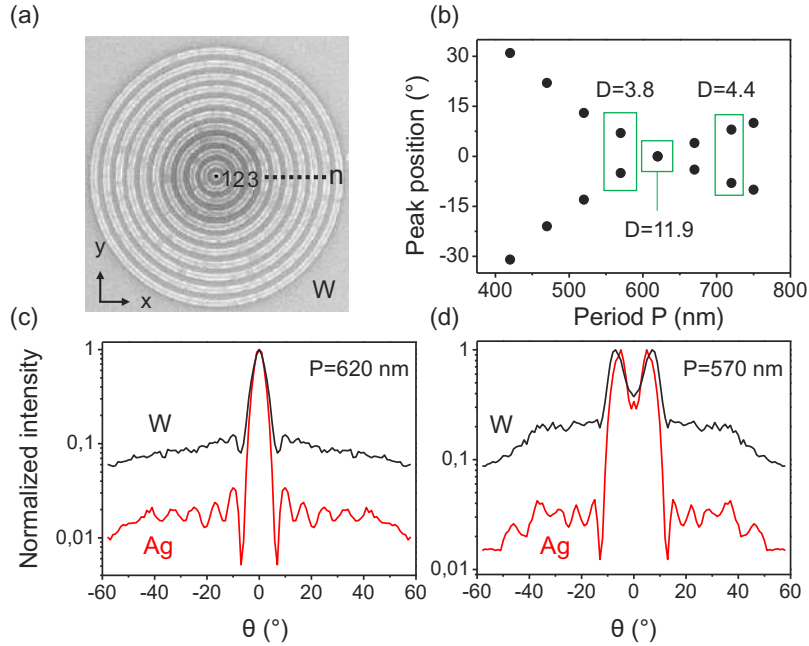 (a)
123
n
y
x
W
(b)
Peak position (°)
30
15
0
-15
-30
D=3.8
D=4.4
D=11.9
400
500
600
700
800
Period P (nm)
(c)
Normalized intensity
1
0,1
0,01
P=620 nm
W
Ag
-60
-40
-20
0
20
40
60
θ (°)
(d)
1
0,1
0,01
P=570 nm
W
Ag
-60
-40
-20
0
20
40
60
θ (°)